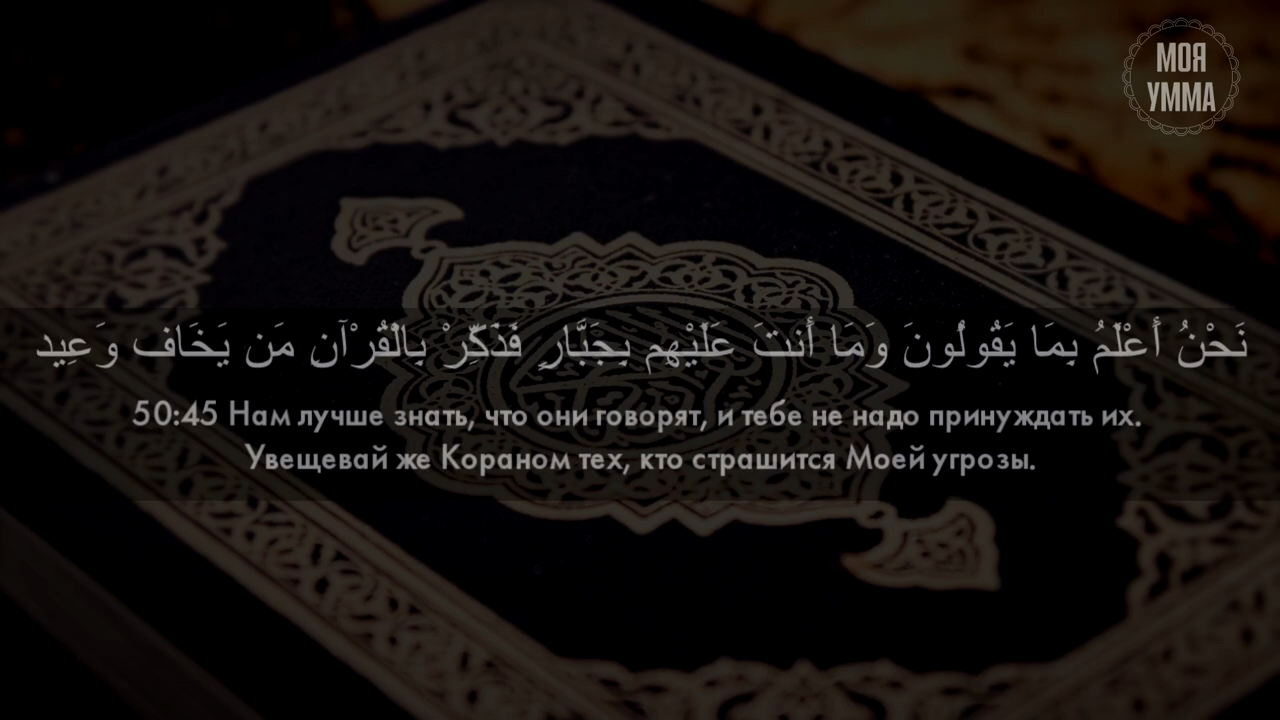 МОЯ
УММА
نَحْنُ أَعْلَمُ بِمَا يَقُولُونَ وَمَا أَنتَ عَلَيْهِم بِجَبَّارٍ فَذَكِّرْ بِالْقُرْآنِ مَن يَخَافُ وَعِيدِ
50:45 Нам лучше знать, что они говорят, и тебе не надо принуждать их.
Увещевай же Кораном тех, кто страшится Моей угрозы.